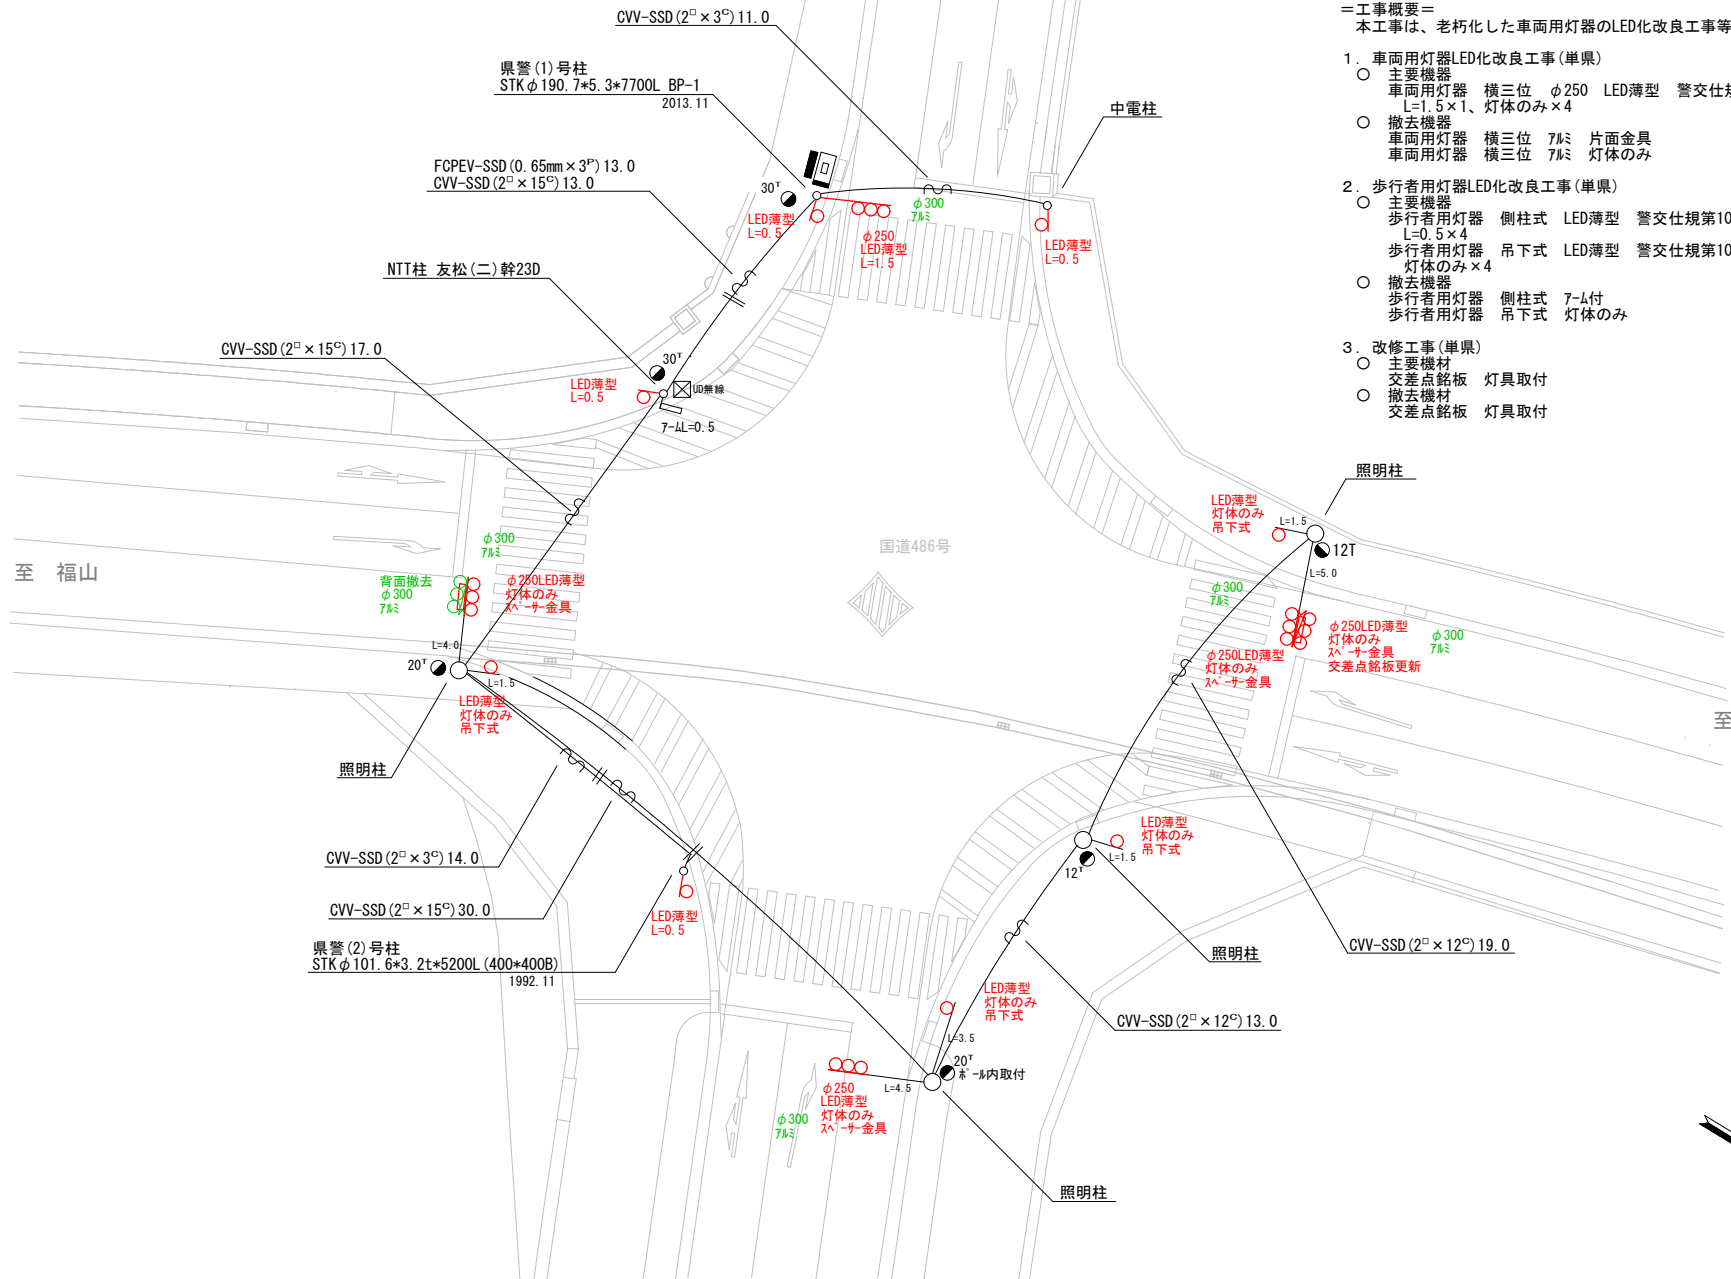 ＝工事概要＝
本工事は、老朽化した車両用灯器のLED化改良工事等
1. 車両用灯器LED化改良工事(単県)
○ 主要機器
車両用灯器 横三位 φ250 LED薄型 警交仕規
L=1.5×1、灯体のみ×4
○ 撤去機器
車両用灯器 横三位 アルミ 片面金具
車両用灯器 横三位 アルミ 灯体のみ
2. 歩行者用灯器LED化改良工事(単県)
○ 主要機器
歩行者用灯器 側柱式 LED薄型 警交仕規第10
L=0.5×4
歩行者用灯器 吊下式 LED薄型 警交仕規第10
灯体のみ×4
○ 撤去機器
歩行者用灯器 側柱式 アーム付
歩行者用灯器 吊下式 灯体のみ
3. 改修工事(単県)
○ 主要機材
交差点銘板 灯具取付
○ 撤去機材
交差点銘板 灯具取付
CVV-SSD(2□×3C)11.0
県警(1)号柱
STKφ190.7*5.3*7700L BP-1
2013.11
中電柱
FCPEV-SSD(0.65mm×3P)13.0
CVV-SSD(2□×15C)13.0
30T
LED薄型
L=0.5
φ250
LED薄型
L=1.5
φ300
アルミ
LED薄型
L=0.5
NTT柱 友松(二)幹23D
CVV-SSD(2□×15C)17.0
30T
UD無線
LED薄型
L=0.5
アームL=0.5
照明柱
LED薄型
灯体のみ
吊下式
L=1.5
12T
L=5.0
国道486号
至 福山
φ300
アルミ
背面撤去
φ300
アルミ
φ250LED薄型
灯体のみ
スペーサー金具
φ300
アルミ
φ250LED薄型
灯体のみ
スペーサー金具
交差点銘板更新
φ300
アルミ
φ250LED薄型
灯体のみ
スペーサー金具
L=4.0
20T
L=1.5
LED薄型
灯体のみ
吊下式
至
照明柱
LED薄型
灯体のみ
吊下式
L=1.5
12T
CVV-SSD(2□×3C)14.0
CVV-SSD(2□×15C)30.0
LED薄型
L=0.5
県警(2)号柱
STKφ101.6*3.2t*5200L(400*400B)
1992.11
照明柱
CVV-SSD(2□×12C)19.0
LED薄型
灯体のみ
吊下式
CVV-SSD(2□×12C)13.0
L=3.5
20T
ポール内取付
L=4.5
φ250
LED薄型
灯体のみ
スペーサー金具
φ300
アルミ
照明柱